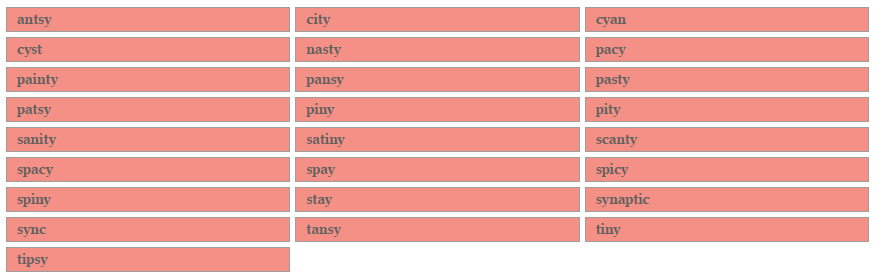 antsy city cyan
cyst nasty pacy
painty pansy pasty
patsy piny pity
sanity satiny scanty
spacy spay spicy
spiny stay synaptic
sync tansy tiny
tipsy